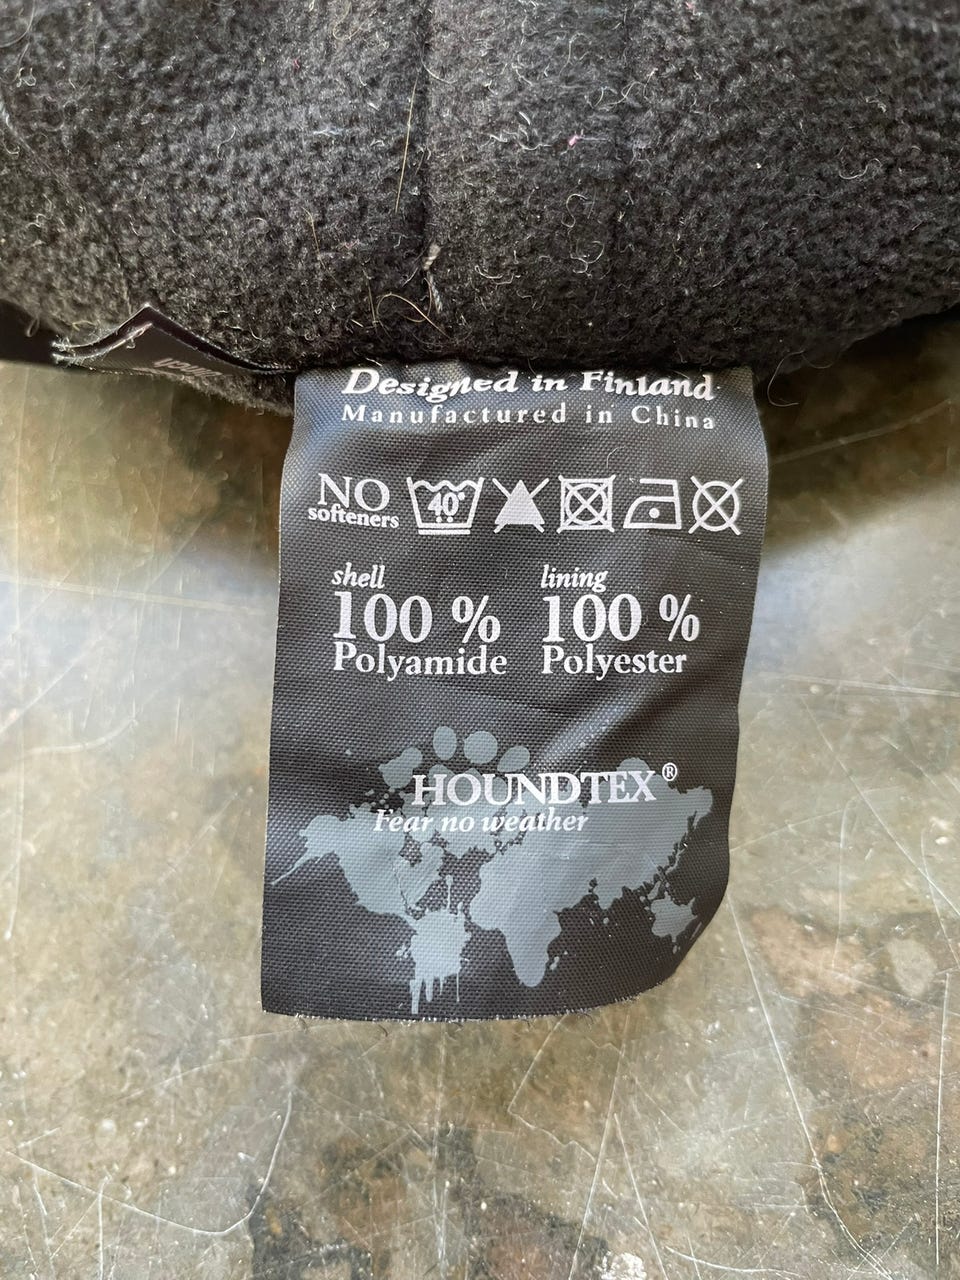 Designed in Finland
Manufactured in China
NO
softeners
40°
shell
100 %
Polyamide
lining
100 %
Polyester
HOUNDTEX®
Fear no weather